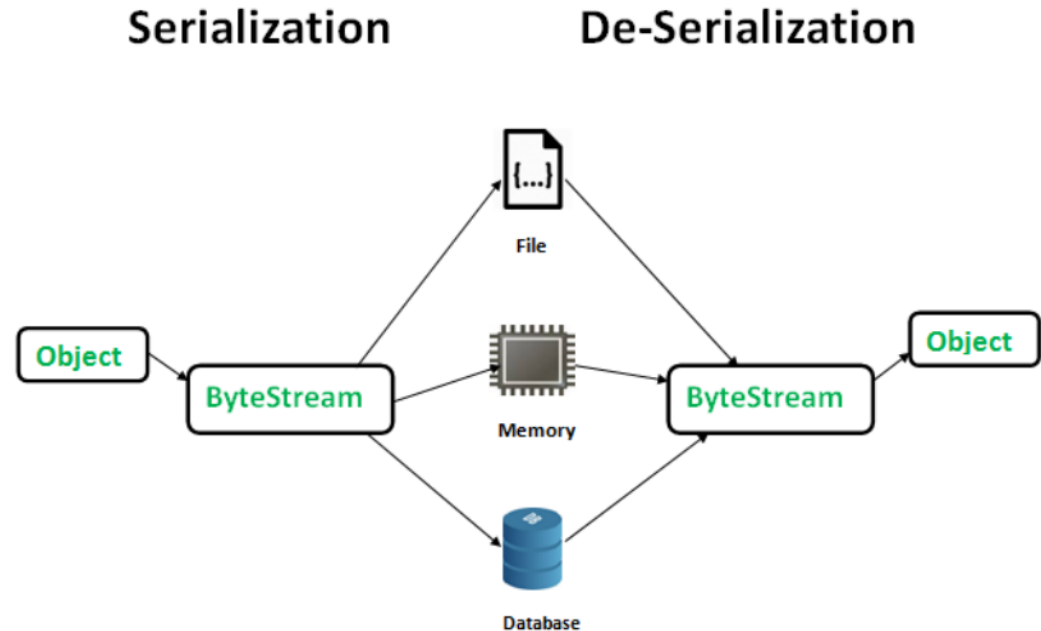 Serialization
De-Serialization
{...}
File
Object
ByteStream
Memory
ByteStream
Object
Database